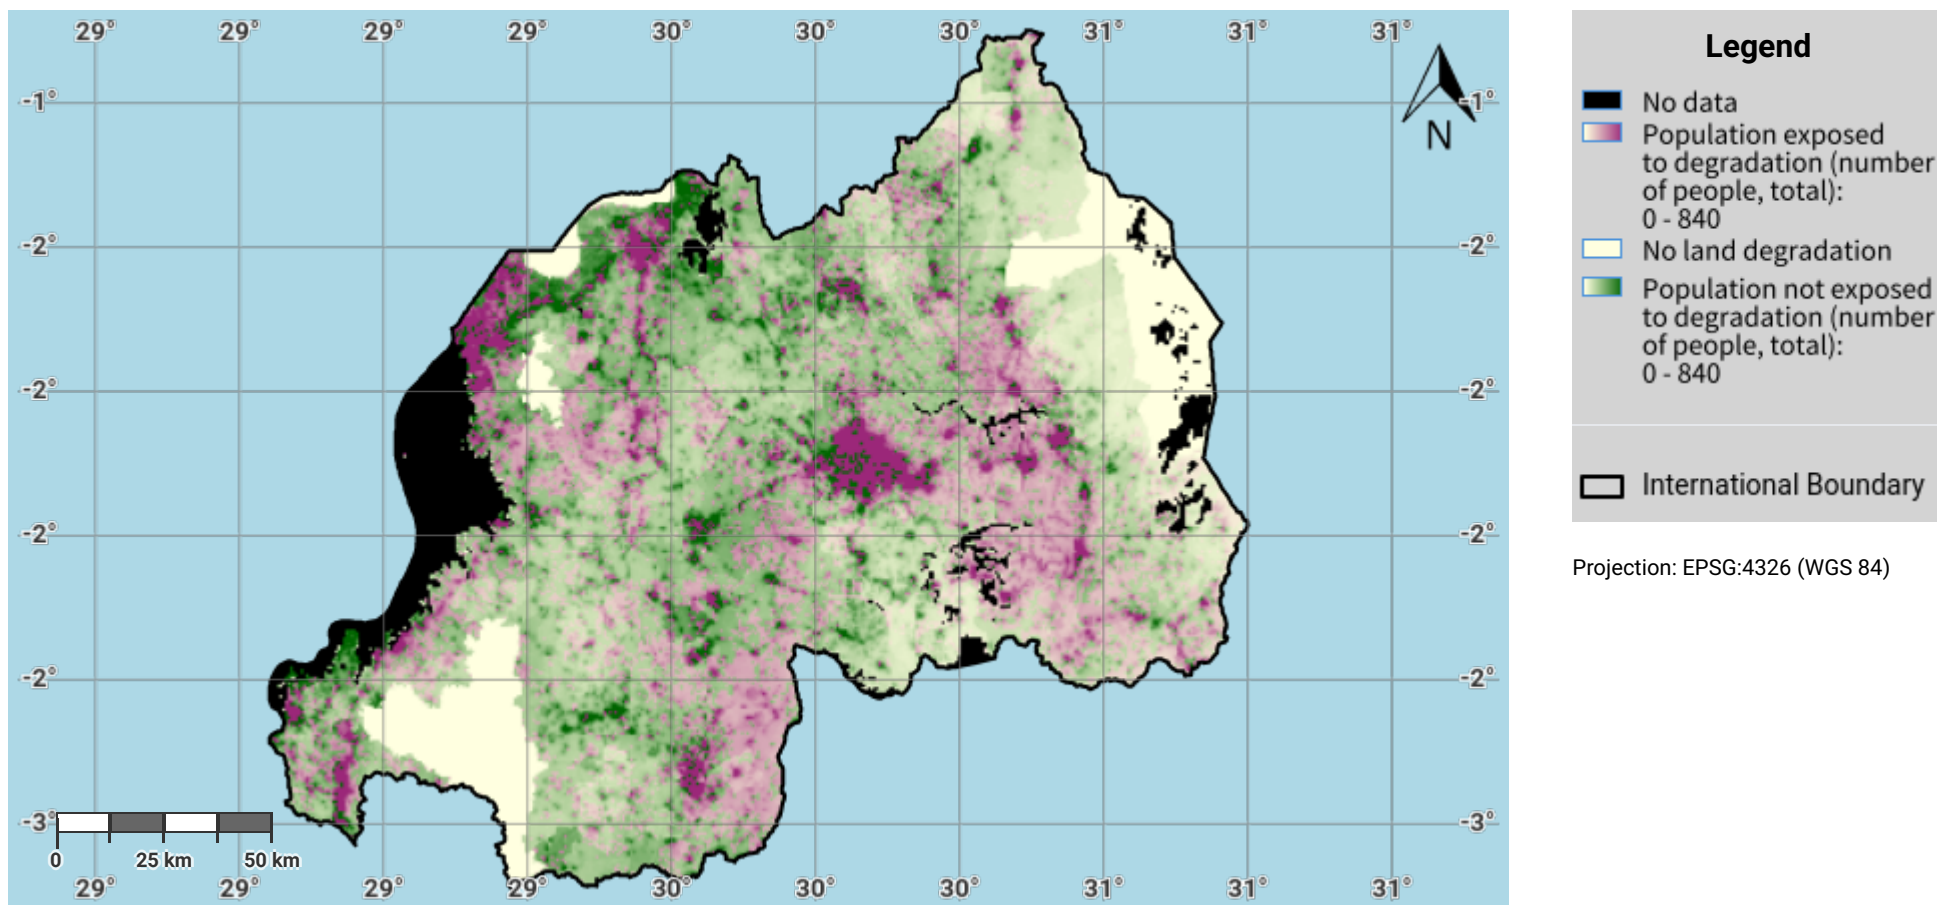 29° 29° 29° 29° 30° 30° 30° 31° 31° 31°
-1° -1°
N
-2° -2°
-2° -2°
-2° -2°
-2° -2°
-3° -3°
0 25 km 50 km
29° 29° 29° 29° 30° 30° 30° 31° 31° 31°
Legend
No data
Population exposed
to degradation (number
of people, total):
0 - 840
No land degradation
Population not exposed
to degradation (number
of people, total):
0 - 840
International Boundary
Projection: EPSG:4326 (WGS 84)